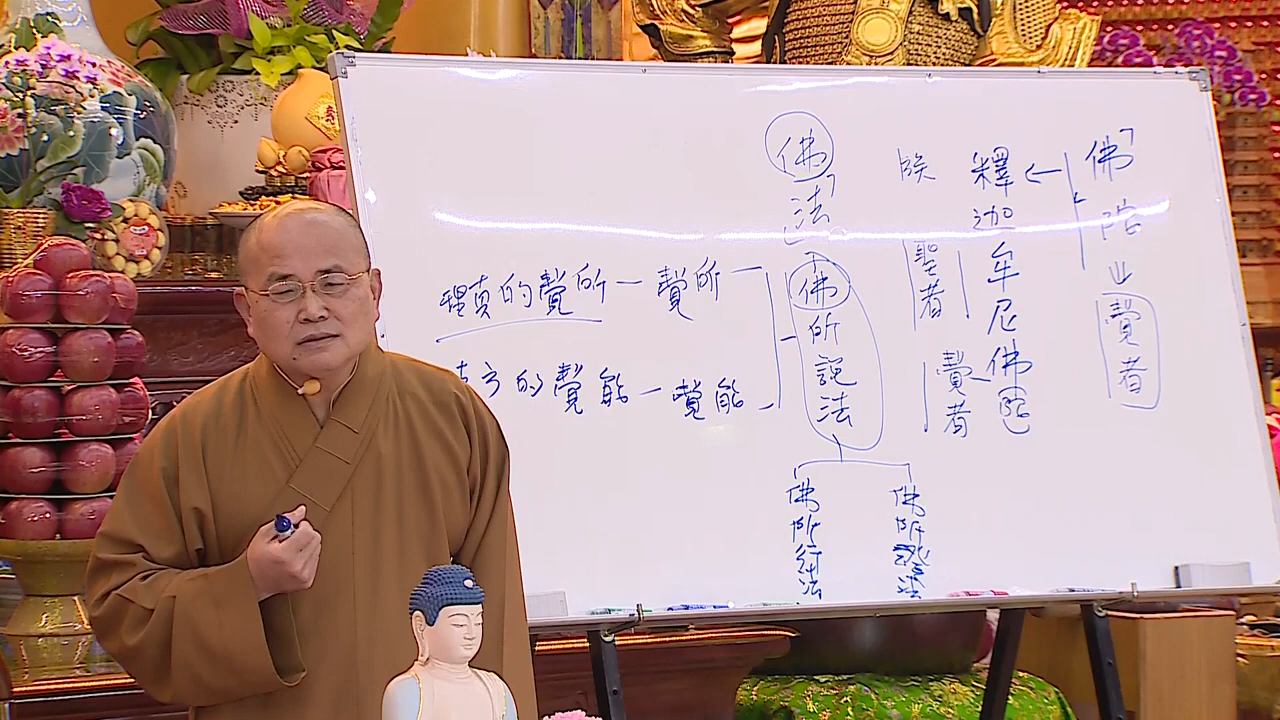 「佛陀」覺者
釋迦牟尼佛陀
族
聖者
覺者
「佛法」
佛所說法
佛所行法
佛所證法
理真的覺所一覺所
的覺能一覺能